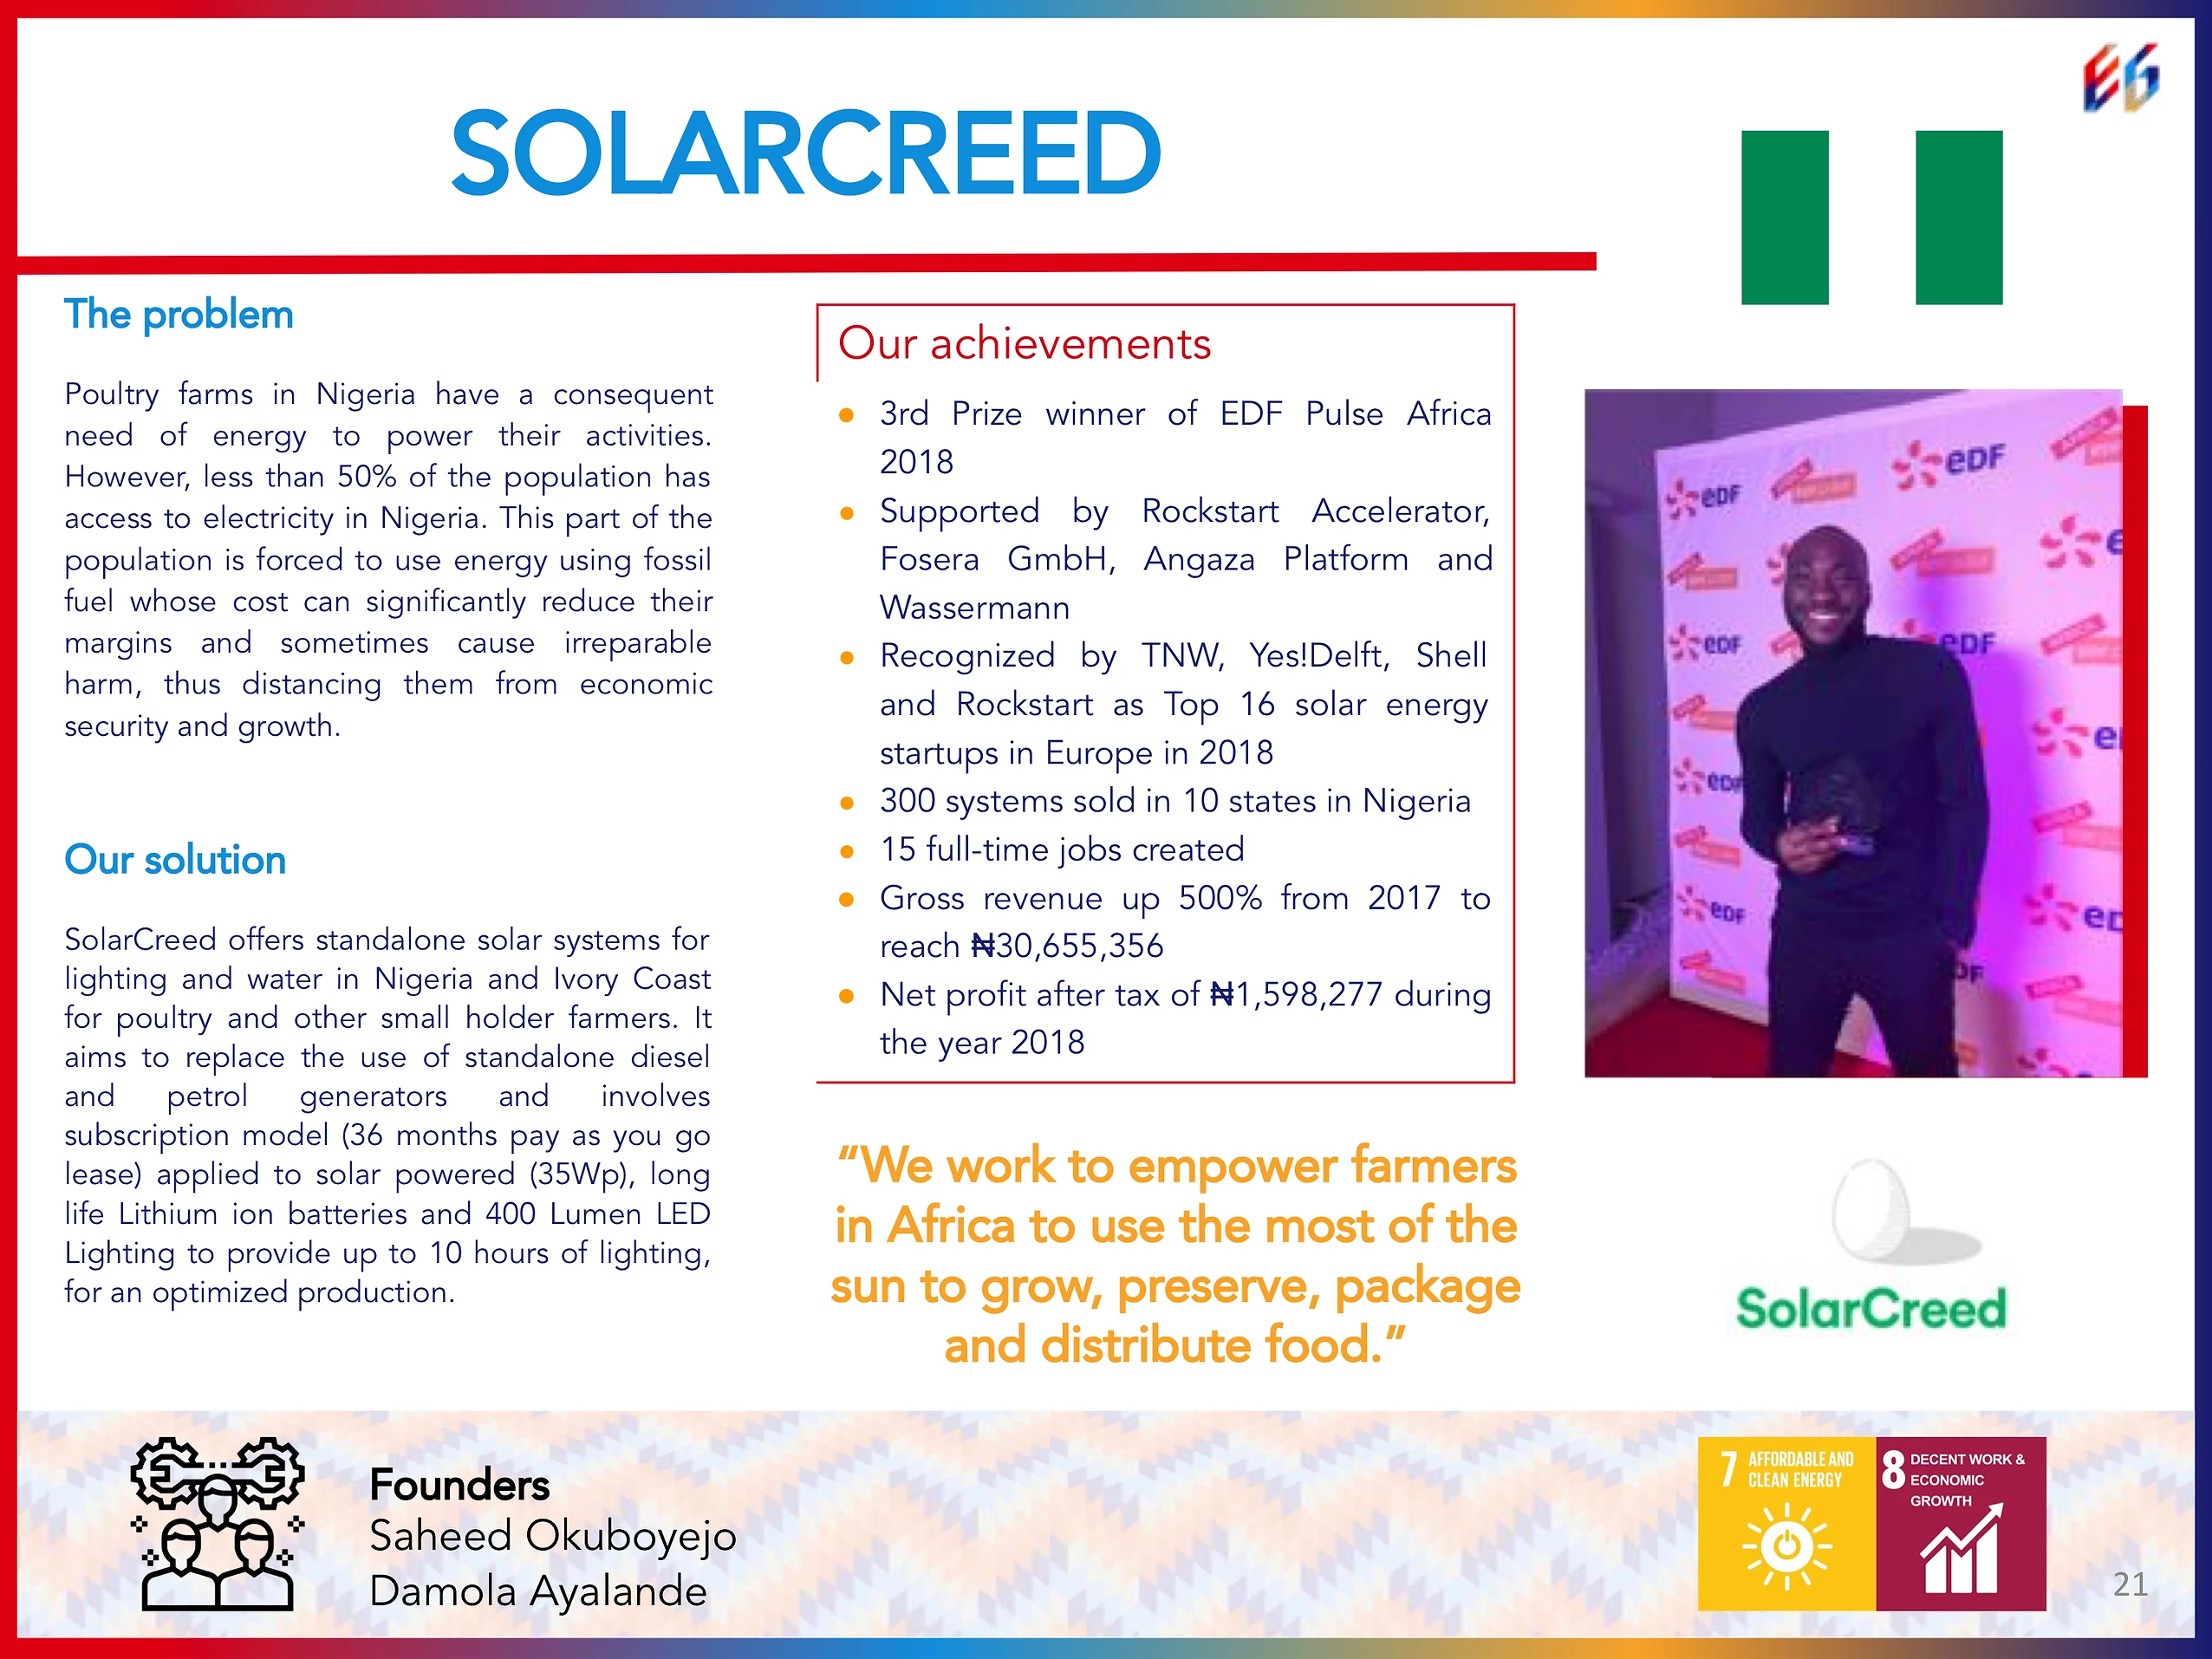 SOLARCREED
The problem
Poultry farms in Nigeria have a consequent
need of energy to power their activities.
However, less than 50% of the population has
access to electricity in Nigeria. This part of the
population is forced to use energy using fossil
fuel whose cost can significantly reduce their
margins and sometimes cause irreparable
harm, thus distancing them from economic
security and growth.
Our solution
SolarCreed offers standalone solar systems for
lighting and water in Nigeria and Ivory Coast
for poultry and other small holder farmers. It
aims to replace the use of standalone diesel
and petrol generators and involves
subscription model (36 months pay as you go
lease) applied to solar powered (35Wp), long
life Lithium ion batteries and 400 Lumen LED
Lighting to provide up to 10 hours of lighting,
for an optimized production.
Our achievements
● 3rd Prize winner of EDF Pulse Africa
2018
● Supported by Rockstart Accelerator,
Fosera GmbH, Angaza Platform and
Wassermann
● Recognized by TNW, Yes!Delft, Shell
and Rockstart as Top 16 solar energy
startups in Europe in 2018
● 300 systems sold in 10 states in Nigeria
● 15 full-time jobs created
● Gross revenue up 500% from 2017 to
reach ₦30,655,356
● Net profit after tax of ₦1,598,277 during
the year 2018
“We work to empower farmers
in Africa to use the most of the
sun to grow, preserve, package
and distribute food.”
E6
eDF
eDF
eDF
eDF
eDF
eDF
SolarCreed
Founders
Saheed Okuboyejo
Damola Ayalande
7 AFFORDABLE AND
CLEAN ENERGY
8 DECENT WORK &
ECONOMIC
GROWTH
21